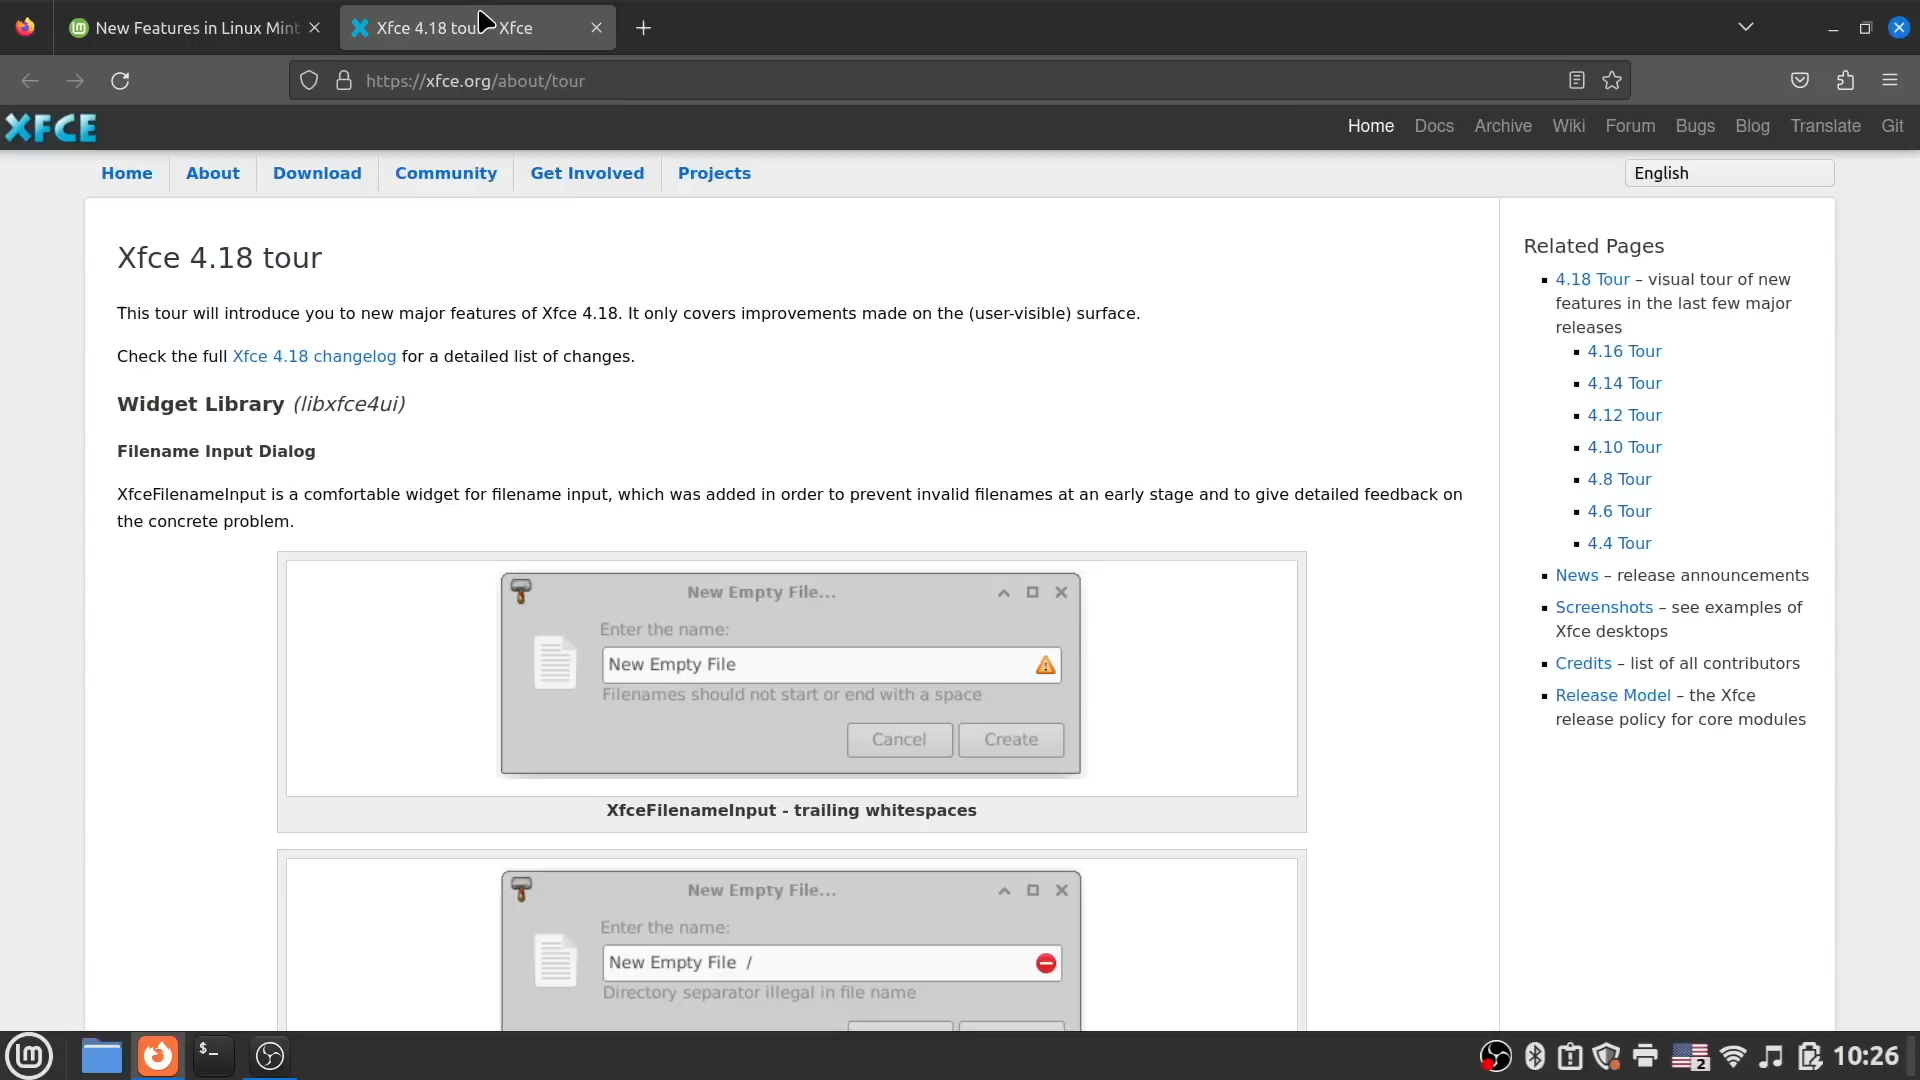 New Features in Linux Mint
Xfce 4.18 tour Xfce
https://xfce.org/about/tour
XFCE
Home Docs Archive Wiki Forum Bugs Blog Translate Git
Home About Download Community Get Involved Projects
English
Xfce 4.18 tour
This tour will introduce you to new major features of Xfce 4.18. It only covers improvements made on the (user-visible) surface.
Check the full Xfce 4.18 changelog for a detailed list of changes.
Widget Library (libxfce4ui)
Filename Input Dialog
XfceFilenameInput is a comfortable widget for filename input, which was added in order to prevent invalid filenames at an early stage and to give detailed feedback on
the concrete problem.
New Empty File...
Enter the name:
New Empty File
Filenames should not start or end with a space
Cancel Create
XfceFilenameInput - trailing whitespaces
New Empty File...
Enter the name:
New Empty File /
Directory separator illegal in file name
Related Pages
4.18 Tour – visual tour of new
features in the last few major
releases
4.16 Tour
4.14 Tour
4.12 Tour
4.10 Tour
4.8 Tour
4.6 Tour
4.4 Tour
News – release announcements
Screenshots – see examples of
Xfce desktops
Credits – list of all contributors
Release Model – the Xfce
release policy for core modules
$_
2
10:26